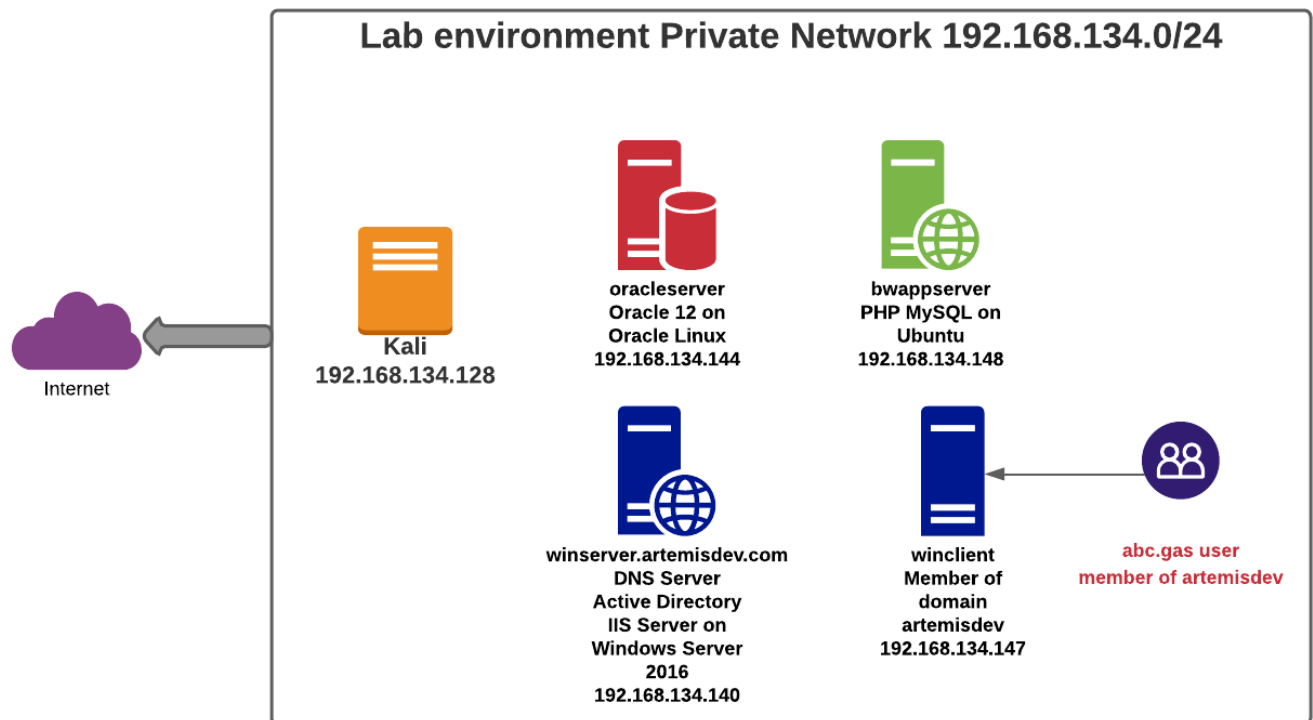 Lab environment Private Network 192.168.134.0/24
Internet
Kali
192.168.134.128
oracleserver
Oracle 12 on
Oracle Linux
192.168.134.144
bwappserver
PHP MySQL on
Ubuntu
192.168.134.148
winserver.artemisdev.com
DNS Server
Active Directory
IIS Server on
Windows Server
2016
192.168.134.140
winclient
Member of
domain
artemisdev
192.168.134.147
abc.gas user
member of artemisdev